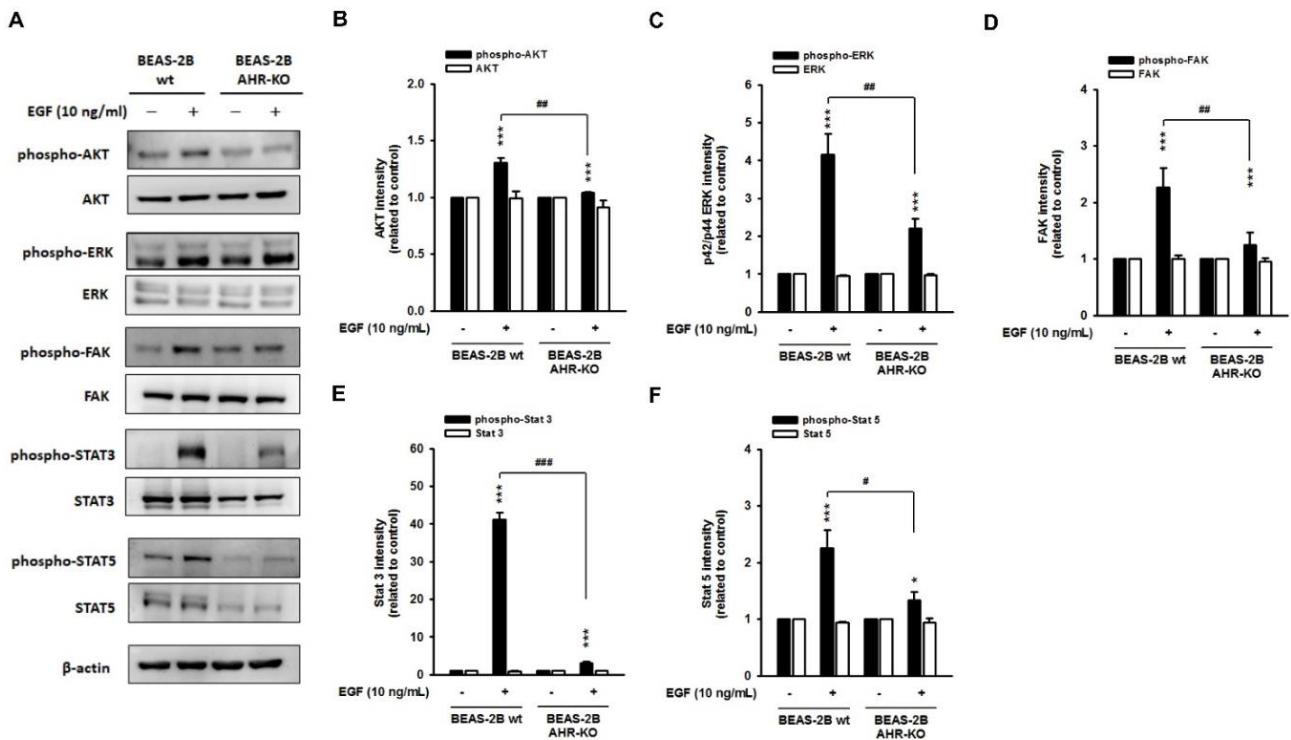 A
BEAS-2B wt
BEAS-2B AHR-KO
EGF (10 ng/ml) – + – +
phospho-AKT
AKT
phospho-ERK
ERK
phospho-FAK
FAK
phospho-STAT3
STAT3
phospho-STAT5
STAT5
β-actin
B
phospho-AKT
AKT
AKT intensity
(related to control)
2.0
1.5
1.0
0.5
0.0
##
***
***
EGF (10 ng/mL) - + - +
BEAS-2B wt
BEAS-2B
AHR-KO
C
phospho-ERK
ERK
p42/p44 ERK intensity
(related to control)
6
5
4
3
2
1
0
##
***
***
EGF (10 ng/mL) - + - +
BEAS-2B wt
BEAS-2B
AHR-KO
D
phospho-FAK
FAK
FAK intensity
(related to control)
4
3
2
1
0
##
***
***
EGF (10 ng/mL) - + - +
BEAS-2B wt
BEAS-2B
AHR-KO
E
phospho-Stat 3
Stat 3
Stat 3 intensity
(related to control)
60
50
40
30
20
10
0
###
***
***
EGF (10 ng/mL) - + - +
BEAS-2B wt
BEAS-2B
AHR-KO
F
phospho-Stat 5
Stat 5
Stat 5 intensity
(related to control)
4
3
2
1
0
#
***
*
EGF (10 ng/mL) - + - +
BEAS-2B wt
BEAS-2B
AHR-KO